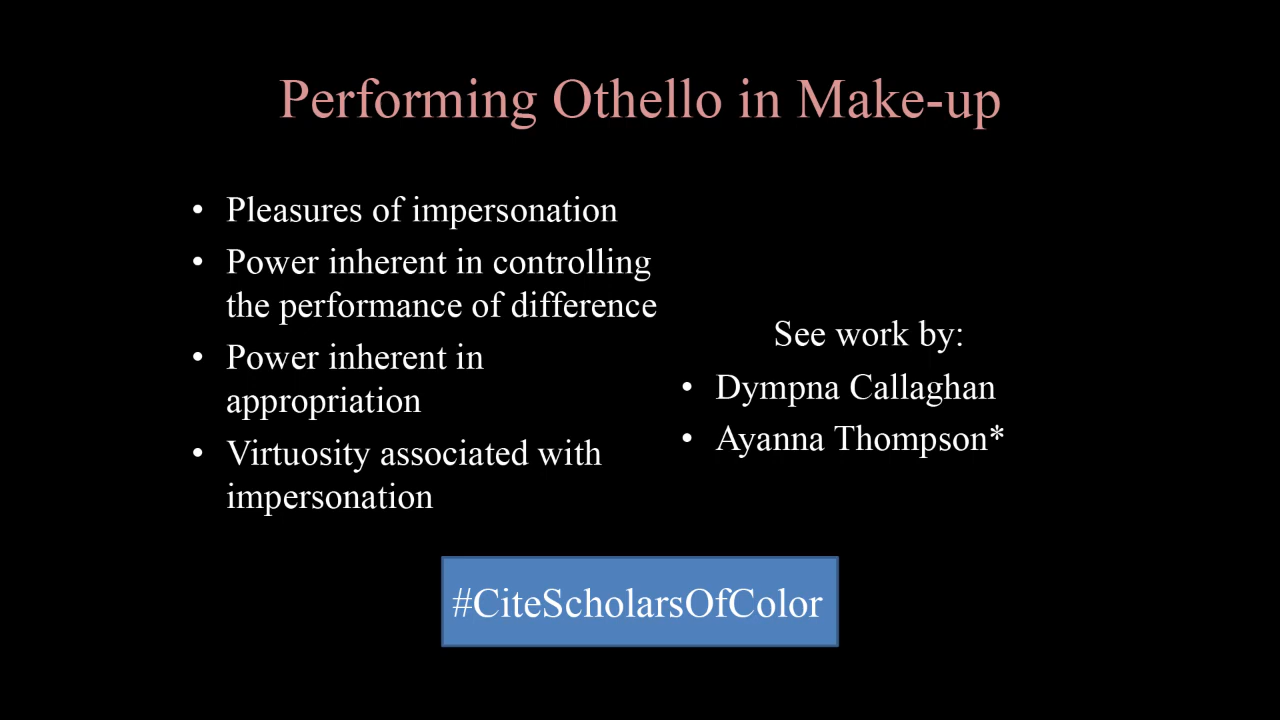 Performing Othello in Make-up
• Pleasures of impersonation
• Power inherent in controlling
the performance of difference
• Power inherent in
appropriation
• Virtuosity associated with
impersonation
See work by:
• Dympna Callaghan
• Ayanna Thompson*
#CiteScholarsOfColor